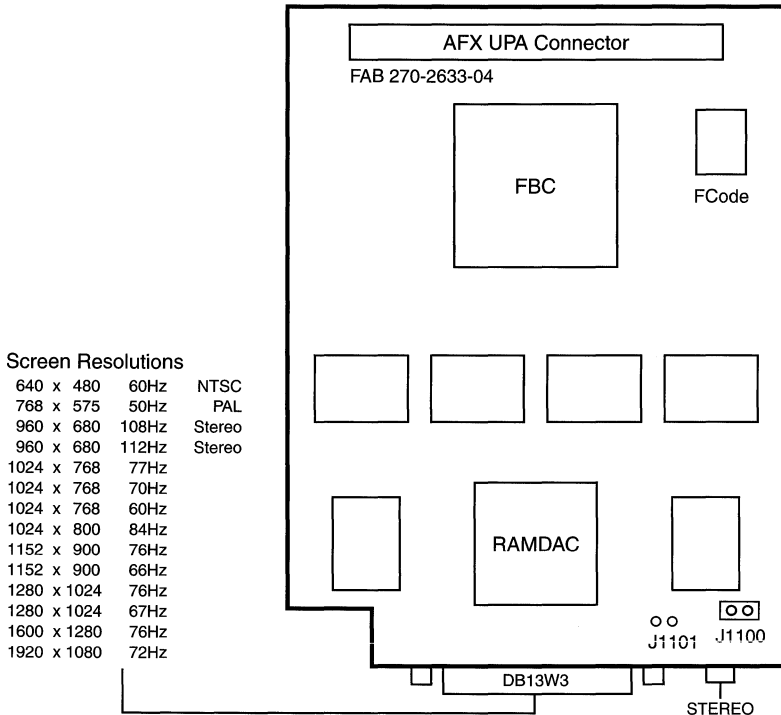 AFX UPA Connector
FAB 270-2633-04
FBC
FCode
Screen Resolutions
640 x 480 60Hz NTSC
768 x 575 50Hz PAL
960 x 680 108Hz Stereo
960 x 680 112Hz Stereo
1024 x 768 77Hz
1024 x 768 70Hz
1024 x 768 60Hz
1024 x 800 84Hz
1152 x 900 76Hz
1152 x 900 66Hz
1280 x 1024 76Hz
1280 x 1024 67Hz
1600 x 1280 76Hz
1920 x 1080 72Hz
RAMDAC
J1101
J1100
DB13W3
STEREO